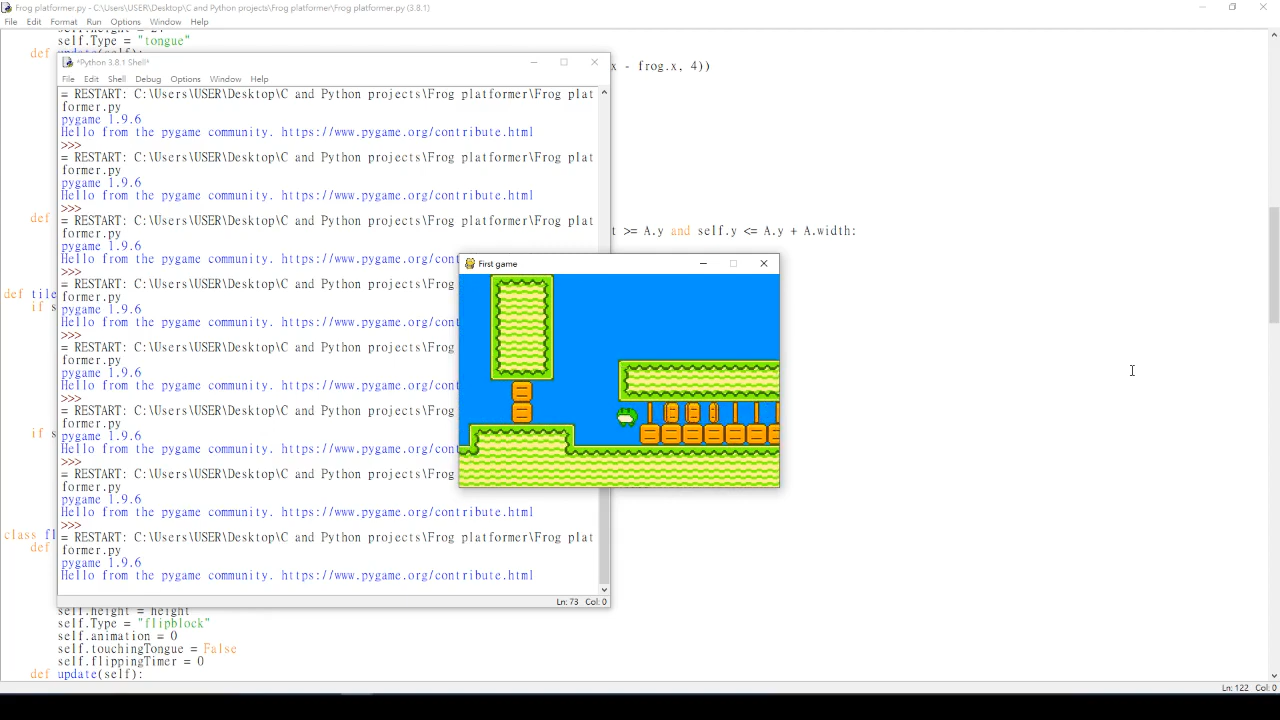 Frog platformer.py - C:\Users\USER\Desktop\C and Python projects\Frog platformer\Frog platformer.py (3.8.1)
File Edit Format Run Options Window Help
self.Type = "tongue"
def update(self):
x - frog.x, 4))
def
t >= A.y and self.y <= A.y + A.width:
def tile
if s
if s
class fl
def
self.height = height
self.Type = "flipblock"
self.animation = 0
self.touchingTongue = False
self.flippingTimer = 0
def update(self):
Ln: 122 Col: 0
*Python 3.8.1 Shell*
File Edit Shell Debug Options Window Help
= RESTART: C:\Users\USER\Desktop\C and Python projects\Frog platformer\Frog plat
former.py
pygame 1.9.6
Hello from the pygame community. https://www.pygame.org/contribute.html
>>>
= RESTART: C:\Users\USER\Desktop\C and Python projects\Frog platformer\Frog plat
former.py
pygame 1.9.6
Hello from the pygame community. https://www.pygame.org/contribute.html
>>>
= RESTART: C:\Users\USER\Desktop\C and Python projects\Frog platformer\Frog plat
former.py
pygame 1.9.6
Hello from the pygame community. https://www.
>>>
= RESTART: C:\Users\USER\Desktop\C and Python projects\Frog
former.py
pygame 1.9.6
Hello from the pygame community. https://www.
>>>
= RESTART: C:\Users\USER\Desktop\C and Python projects\Frog
former.py
pygame 1.9.6
Hello from the pygame community. https://www.
>>>
= RESTART: C:\Users\USER\Desktop\C and Python projects\Frog
former.py
pygame 1.9.6
Hello from the pygame community. https://www.
>>>
= RESTART: C:\Users\USER\Desktop\C and Python projects\Frog
former.py
pygame 1.9.6
Hello from the pygame community. https://www.pygame.org/contribute.html
>>>
= RESTART: C:\Users\USER\Desktop\C and Python projects\Frog platformer\Frog plat
former.py
pygame 1.9.6
Hello from the pygame community. https://www.pygame.org/contribute.html
Ln: 73 Col: 0
First game